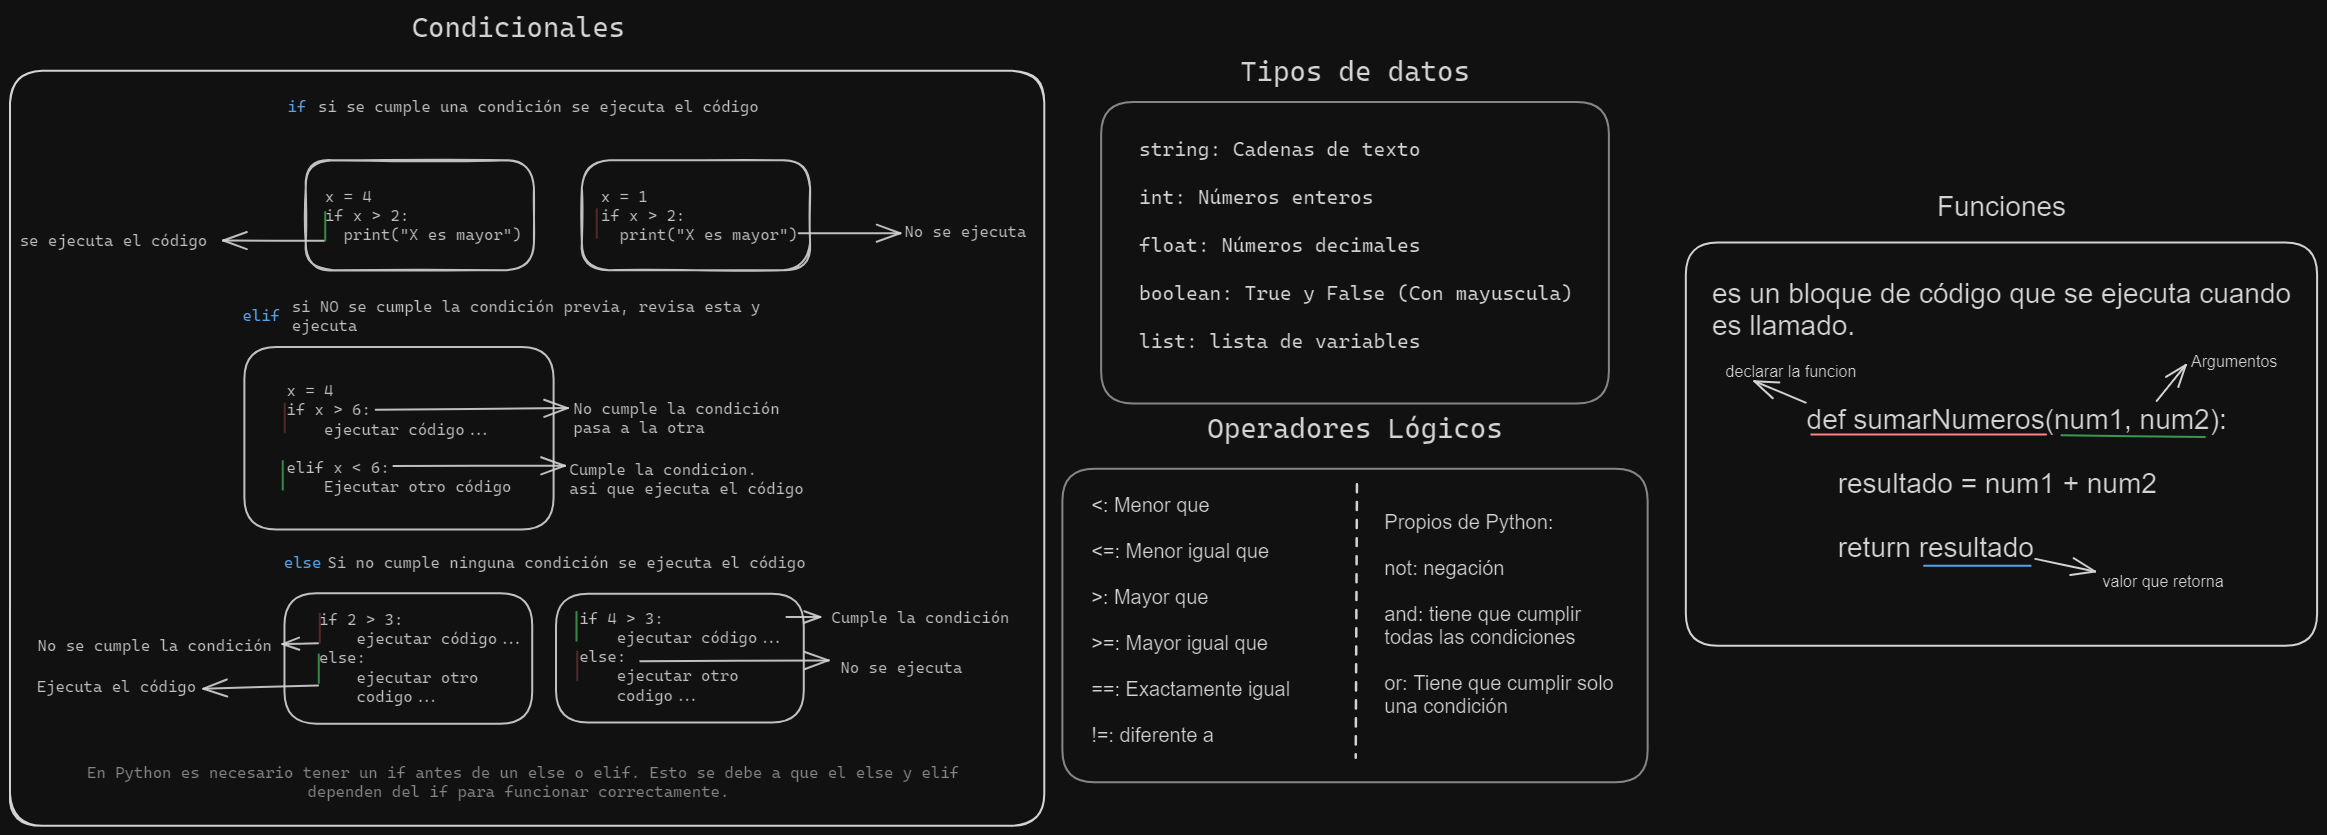 Condicionales
if si se cumple una condición se ejecuta el código
x = 4
if x > 2:
print("X es mayor")
se ejecuta el código
x = 1
if x > 2:
print("X es mayor")
No se ejecuta
elif
si NO se cumple la condición previa, revisa esta y
ejecuta
x = 4
if x > 6:
ejecutar código...
No cumple la condición
pasa a la otra
elif x < 6:
Ejecutar otro código
Cumple la condicion.
asi que ejecuta el código
else Si no cumple ninguna condición se ejecuta el código
if 2 > 3:
ejecutar código...
else:
ejecutar otro
codigo...
No se cumple la condición
Ejecuta el código
if 4 > 3:
ejecutar código...
else:
ejecutar otro
codigo...
Cumple la condición
No se ejecuta
En Python es necesario tener un if antes de un else o elif. Esto se debe a que el else y elif
dependen del if para funcionar correctamente.
Tipos de datos
string: Cadenas de texto
int: Números enteros
float: Números decimales
boolean: True y False (Con mayuscula)
list: lista de variables
Operadores Lógicos
<: Menor que
<=: Menor igual que
>: Mayor que
>=: Mayor igual que
==: Exactamente igual
!=: diferente a
Propios de Python:
not: negación
and: tiene que cumplir
todas las condiciones
or: Tiene que cumplir solo
una condición
Funciones
es un bloque de código que se ejecuta cuando
es llamado.
declarar la funcion
Argumentos
def sumarNumeros(num1, num2):
resultado = num1 + num2
return resultado
valor que retorna